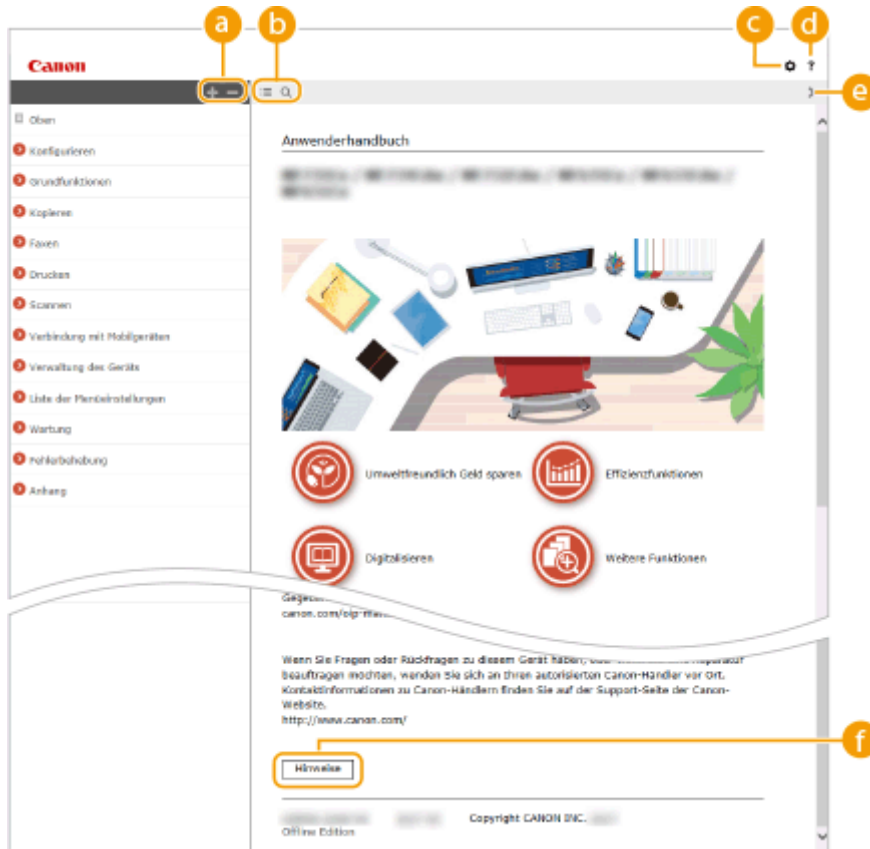 a b c d
Canon
?
+ −
e
Oben
Konfigurieren
Grundfunktionen
Kopieren
Faxen
Drucken
Scannen
Verbindung mit Mobilgeräten
Verwaltung des Geräts
Liste der Menüeinstellungen
Wartung
Fehlerbehebung
Anhang
Anwenderhandbuch
Umweltfreundlich Geld sparen
Effizienzfunktionen
Digitalisieren
Weitere Funktionen
Wenn Sie Fragen oder Rückfragen zu diesem Gerät haben, oder
beauftragen möchten, wenden Sie sich an Ihren autorisierten Canon-Händler vor Ort.
Kontaktinformationen zu Canon-Händlern finden Sie auf der Support-Seite der Canon-
Website.
http://www.canon.com/
f
Hinweise
Copyright CANON INC.
Offline Edition